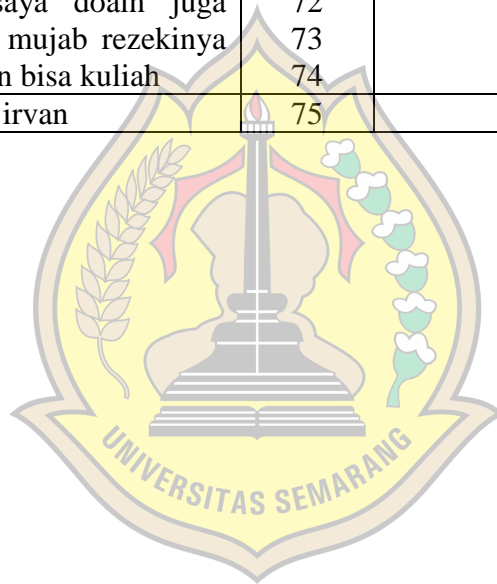 saya doain juga 72
mujab rezekinya 73
n bisa kuliah 74
irvan 75
UNIVERSITAS SEMARANG